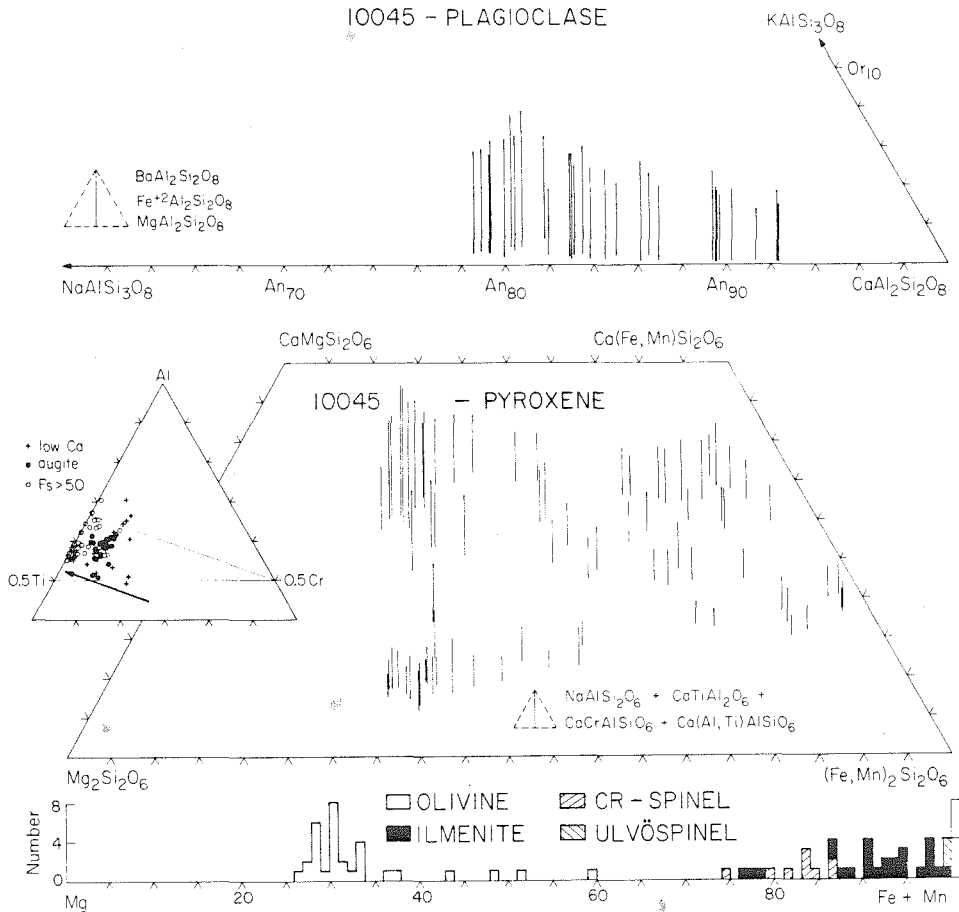 10045 – PLAGIOCLASE
KAlSi₃O₈
Or₁₀
BaAl₂Si₂O₈
Fe⁺²Al₂Si₂O₈
MgAl₂Si₂O₈
NaAlSi₃O₈ An₇₀ An₈₀ An₉₀ CaAl₂Si₂O₈
CaMgSi₂O₆ Ca(Fe, Mn)Si₂O₆
10045 – PYROXENE
Al
+ low Ca
● augite
○ Fs>50
0.5Ti 0.5Cr
NaAlSi₂O₆ + CaTiAl₂O₆ +
CaCrAlSiO₆ + Ca(Al, Ti)AlSiO₆
Mg₂Si₂O₆ (Fe, Mn)₂Si₂O₆
OLIVINE CR – SPINEL
ILMENITE ULVÖSPINEL
Number
8
4
0
Mg 20 40 60 80 Fe + Mn